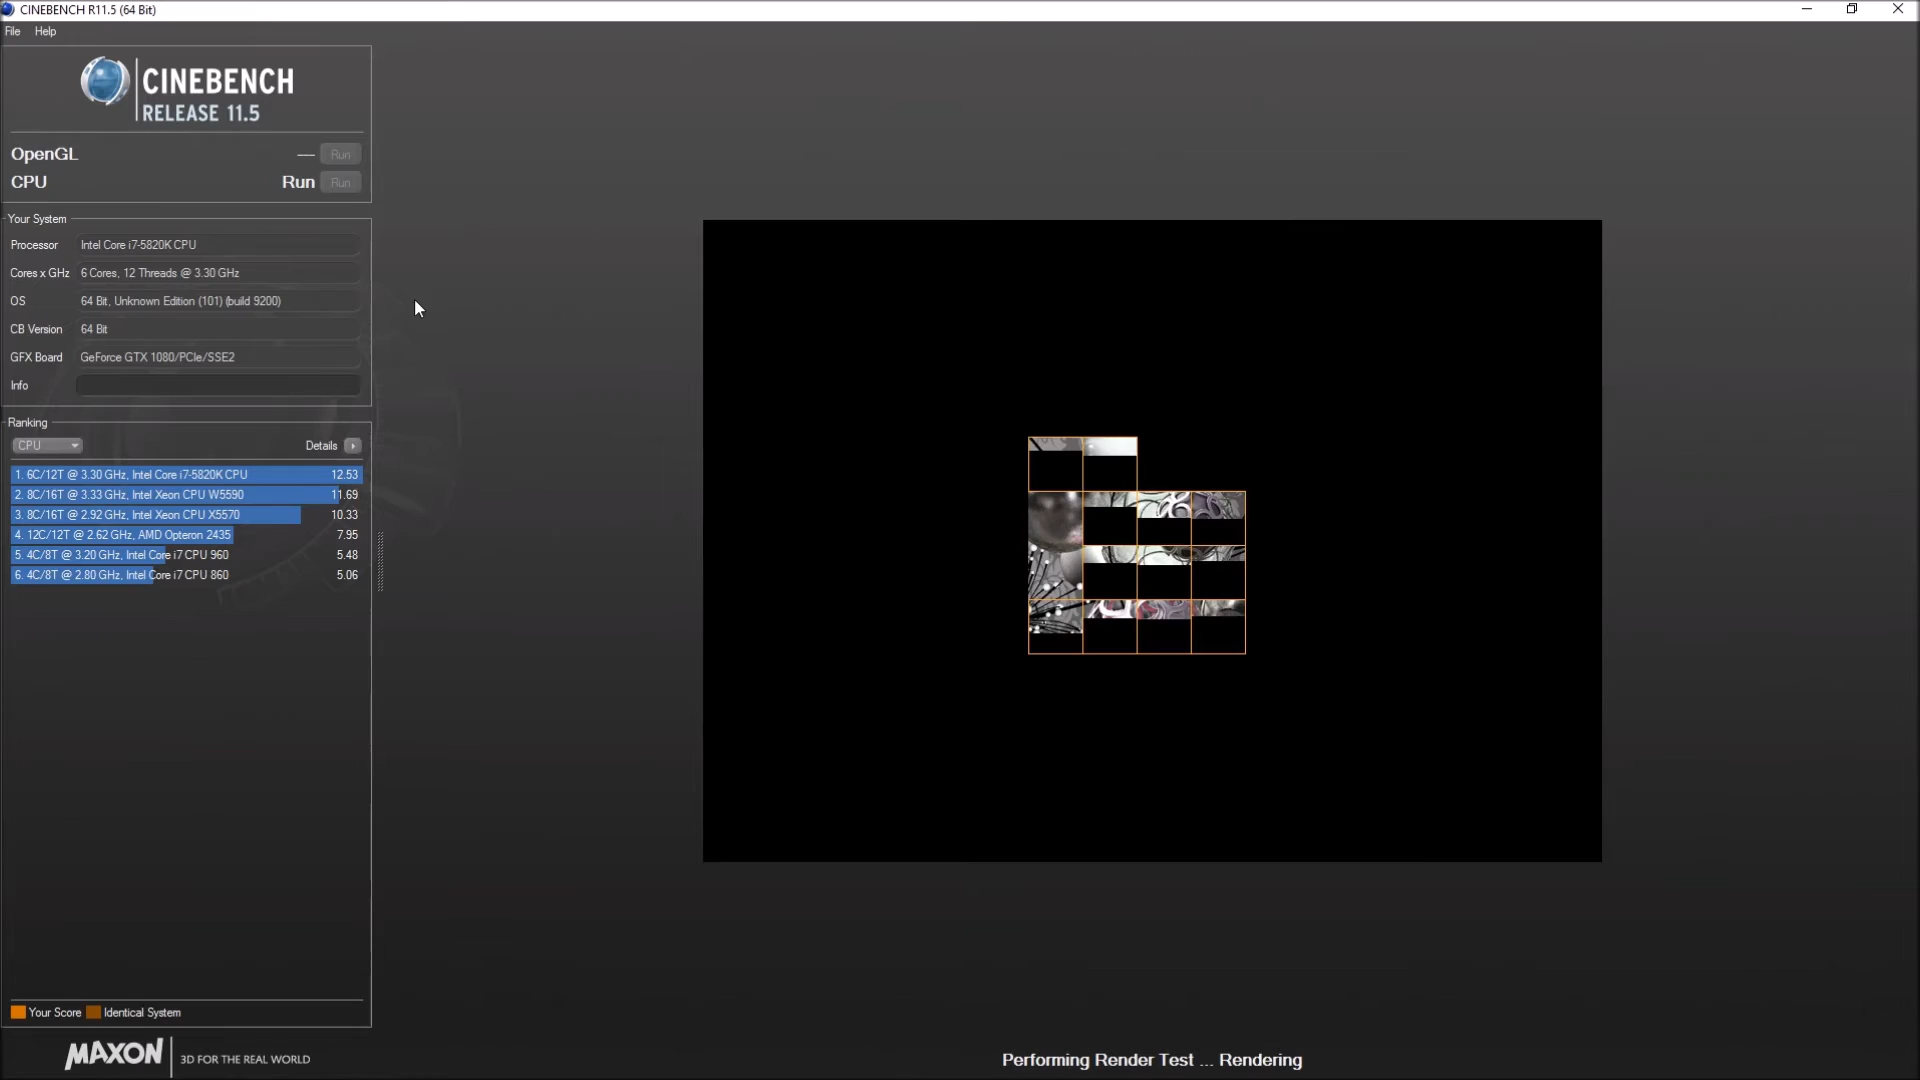 CINEBENCH R11.5 (64 Bit)
File Help
CINEBENCH
RELEASE 11.5
OpenGL — Run
CPU Run Run
Your System
Processor Intel Core i7-5820K CPU
Cores x GHz 6 Cores, 12 Threads @ 3.30 GHz
OS 64 Bit, Unknown Edition (101) (build 9200)
CB Version 64 Bit
GFX Board GeForce GTX 1080/PCIe/SSE2
Info
Ranking
CPU Details
1. 6C/12T @ 3.30 GHz, Intel Core i7-5820K CPU 12.53
2. 8C/16T @ 3.33 GHz, Intel Xeon CPU W5590 11.69
3. 8C/16T @ 2.92 GHz, Intel Xeon CPU X5570 10.33
4. 12C/12T @ 2.62 GHz, AMD Opteron 2435 7.95
5. 4C/8T @ 3.20 GHz, Intel Core i7 CPU 960 5.48
6. 4C/8T @ 2.80 GHz, Intel Core i7 CPU 860 5.06
Your Score Identical System
MAXON 3D FOR THE REAL WORLD
Performing Render Test ... Rendering